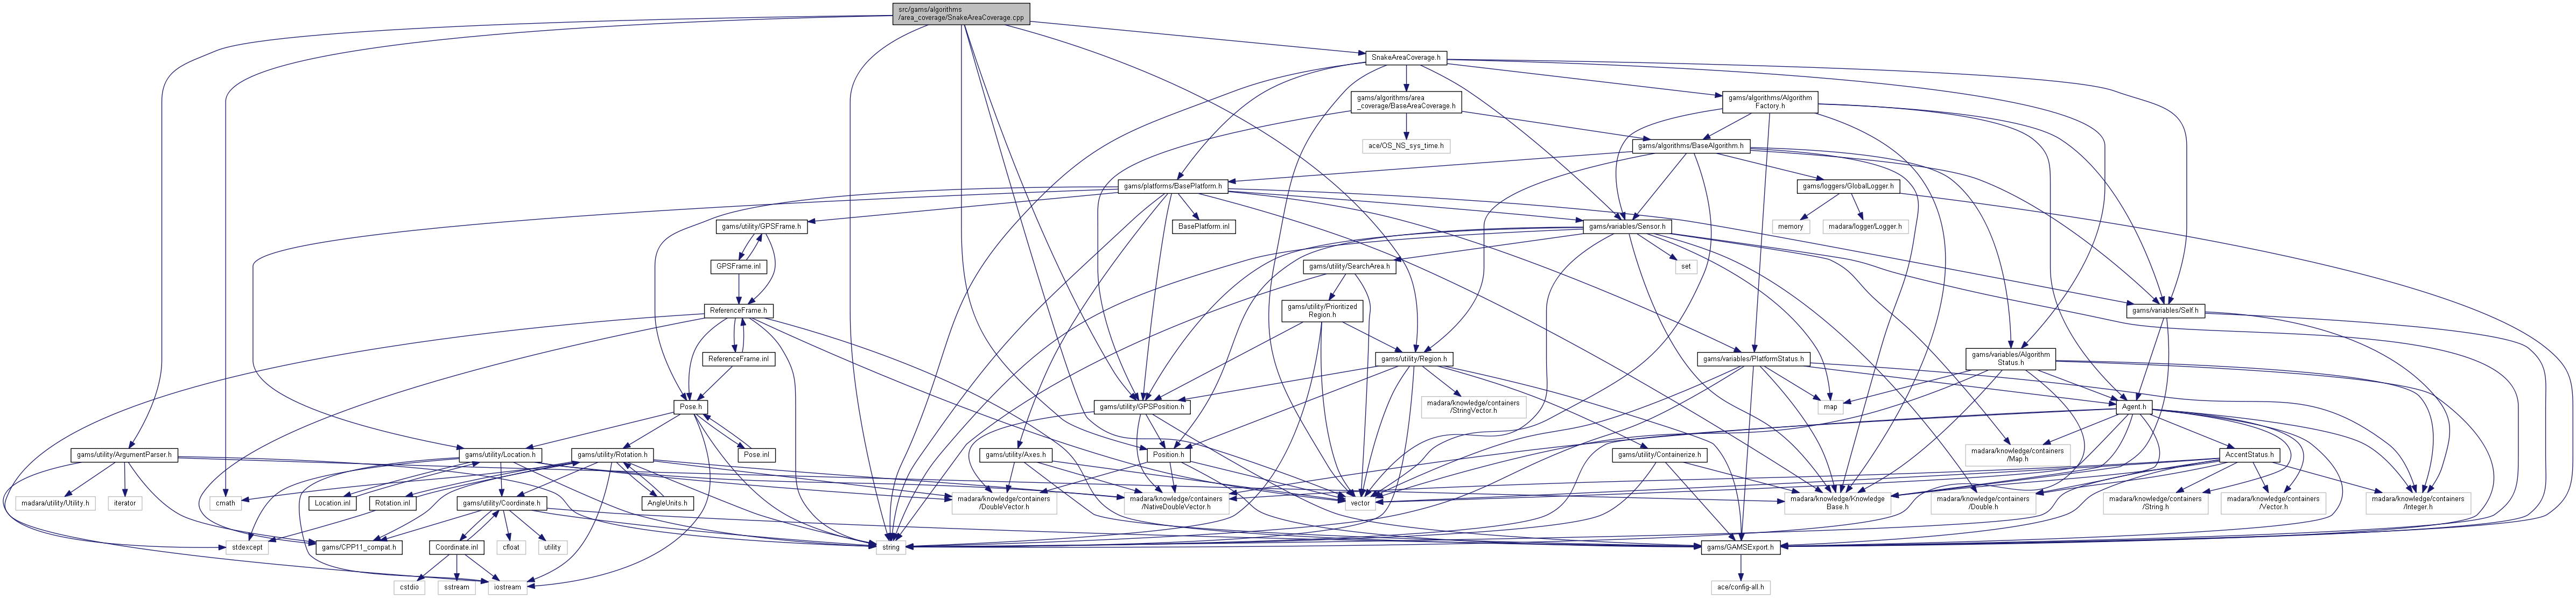 src/gams/algorithms
/area_coverage/SnakeAreaCoverage.cpp
SnakeAreaCoverage.h
gams/algorithms/area
_coverage/BaseAreaCoverage.h
gams/algorithms/Algorithm
Factory.h
ace/OS_NS_sys_time.h
gams/algorithms/BaseAlgorithm.h
gams/platforms/BasePlatform.h
gams/loggers/GlobalLogger.h
gams/utility/GPSFrame.h
BasePlatform.inl
gams/variables/Sensor.h
memory
madara/logger/Logger.h
GPSFrame.inl
gams/utility/SearchArea.h
set
ReferenceFrame.h
gams/utility/Prioritized
Region.h
gams/variables/Self.h
ReferenceFrame.inl
gams/utility/Region.h
gams/variables/PlatformStatus.h
gams/variables/Algorithm
Status.h
Pose.h
gams/utility/GPSPosition.h
madara/knowledge/containers
/StringVector.h
map
Agent.h
gams/utility/ArgumentParser.h
gams/utility/Location.h
gams/utility/Rotation.h
Pose.inl
gams/utility/Axes.h
Position.h
gams/utility/Containerize.h
madara/knowledge/containers
/Map.h
AccentStatus.h
madara/utility/Utility.h
iterator
cmath
Location.inl
Rotation.inl
gams/utility/Coordinate.h
AngleUnits.h
madara/knowledge/containers
/DoubleVector.h
madara/knowledge/containers
/NativeDoubleVector.h
vector
madara/knowledge/Knowledge
Base.h
madara/knowledge/containers
/Double.h
madara/knowledge/containers
/String.h
madara/knowledge/containers
/Vector.h
madara/knowledge/containers
/Integer.h
stdexcept
gams/CPP11_compat.h
Coordinate.inl
cfloat
utility
string
gams/GAMSExport.h
cstdio
sstream
iostream
ace/config-all.h